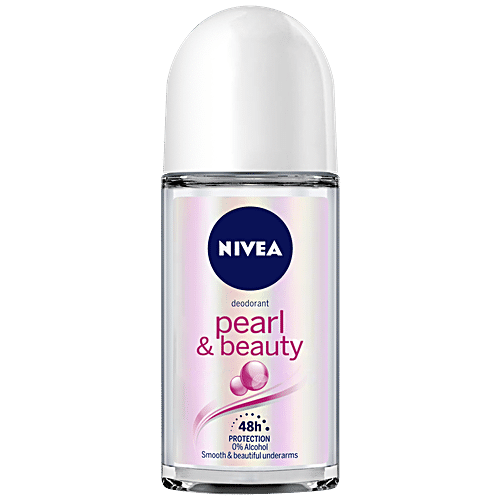 NIVEA
deodorant
pearl
& beauty
48h
PROTECTION
0% Alcohol
Smooth & beautiful underarms